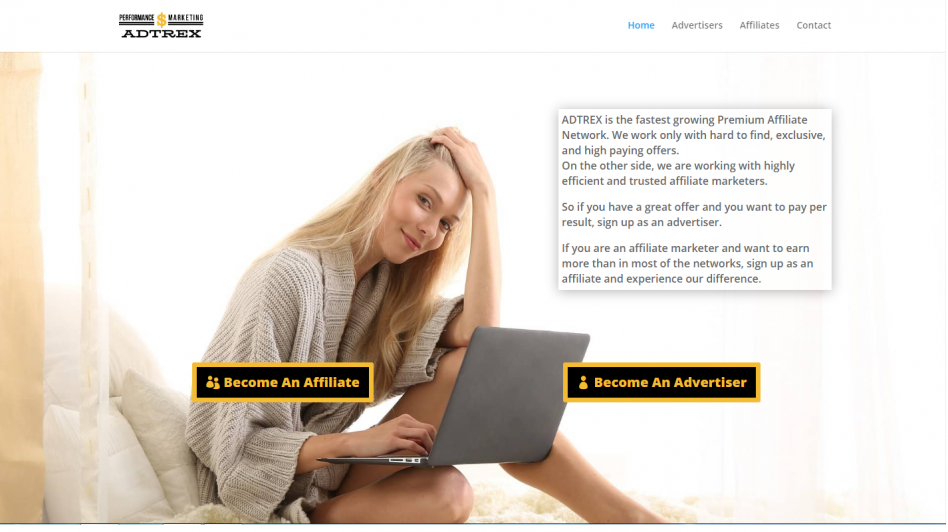 PERFORMANCE $ MARKETING
ADTREX
Home Advertisers Affiliates Contact
ADTREX is the fastest growing Premium Affiliate
Network. We work only with hard to find, exclusive,
and high paying offers.
On the other side, we are working with highly
efficient and trusted affiliate marketers.
So if you have a great offer and you want to pay per
result, sign up as an advertiser.
If you are an affiliate marketer and want to earn
more than in most of the networks, sign up as an
affiliate and experience our difference.
Become An Affiliate
Become An Advertiser